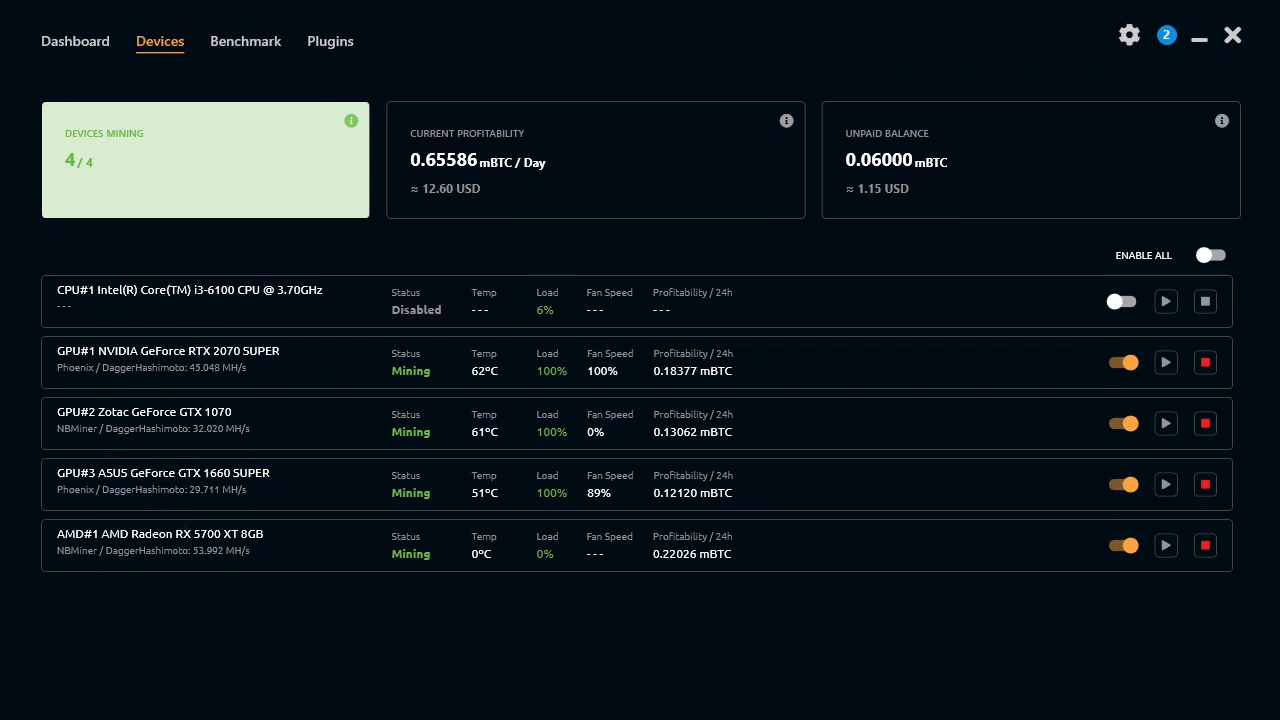 Dashboard Devices Benchmark Plugins 2
DEVICES MINING
4 / 4
CURRENT PROFITABILITY
0.65586 mBTC / Day
≈ 12.60 USD
UNPAID BALANCE
0.06000 mBTC
≈ 1.15 USD
ENABLE ALL
CPU#1 Intel(R) Core(TM) i3-6100 CPU @ 3.70GHz
---
Status Temp Load Fan Speed Profitability / 24h
Disabled --- 6% --- ---
GPU#1 NVIDIA GeForce RTX 2070 SUPER
Phoenix / DaggerHashimoto: 45.048 MH/s
Status Temp Load Fan Speed Profitability / 24h
Mining 62ºC 100% 100% 0.18377 mBTC
GPU#2 Zotac GeForce GTX 1070
NBMiner / DaggerHashimoto: 32.020 MH/s
Status Temp Load Fan Speed Profitability / 24h
Mining 61ºC 100% 0% 0.13062 mBTC
GPU#3 ASUS GeForce GTX 1660 SUPER
Phoenix / DaggerHashimoto: 29.711 MH/s
Status Temp Load Fan Speed Profitability / 24h
Mining 51ºC 100% 89% 0.12120 mBTC
AMD#1 AMD Radeon RX 5700 XT 8GB
NBMiner / DaggerHashimoto: 53.992 MH/s
Status Temp Load Fan Speed Profitability / 24h
Mining 0ºC 0% --- 0.22026 mBTC